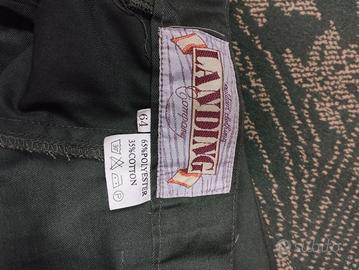 LANDING
Company
64
65%POLYESTER
35%COTTON
subito